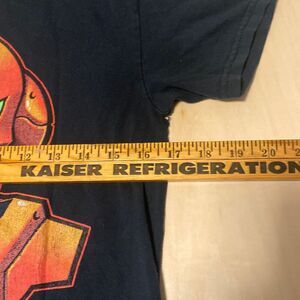 12 13 14 15 16 17 18 19 20
KAISER REFRIGERATION